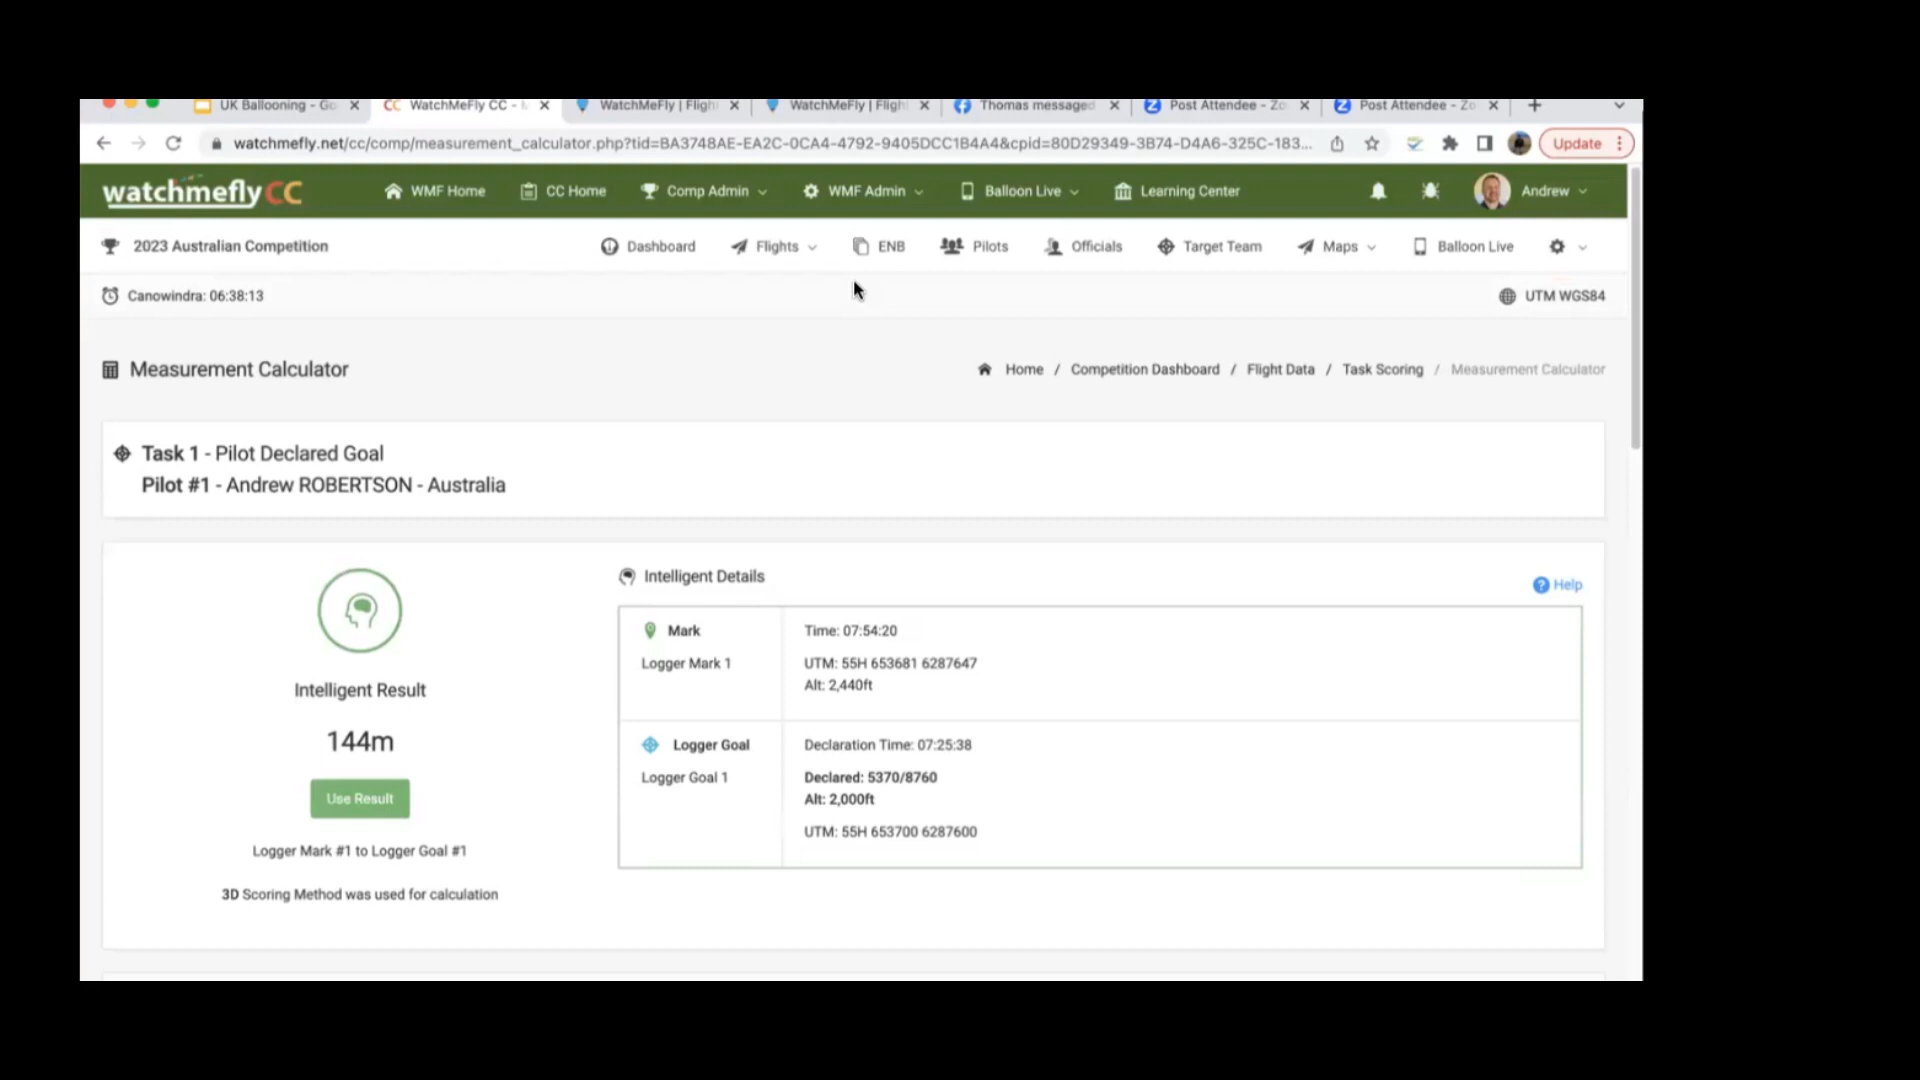 UK Ballooning - Go
WatchMeFly CC -
WatchMeFly | Fligh
WatchMeFly | Fligh
Thomas messaged
Post Attendee - Zo
Post Attendee - Zo
watchmefly.net/cc/comp/measurement_calculator.php?tid=BA3748AE-EA2C-0CA4-4792-9405DCC1B4A4&cpid=80D29349-3B74-D4A6-325C-183...
Update
watchmefly CC
WMF Home
CC Home
Comp Admin
WMF Admin
Balloon Live
Learning Center
Andrew
2023 Australian Competition
Dashboard
Flights
ENB
Pilots
Officials
Target Team
Maps
Balloon Live
Canowindra: 06:38:13
UTM WGS84
Measurement Calculator
Home / Competition Dashboard / Flight Data / Task Scoring / Measurement Calculator
Task 1 - Pilot Declared Goal
Pilot #1 - Andrew ROBERTSON - Australia
Intelligent Result
144m
Use Result
Logger Mark #1 to Logger Goal #1
3D Scoring Method was used for calculation
Intelligent Details
Help
Mark
Logger Mark 1
Time: 07:54:20
UTM: 55H 653681 6287647
Alt: 2,440ft
Logger Goal
Logger Goal 1
Declaration Time: 07:25:38
Declared: 5370/8760
Alt: 2,000ft
UTM: 55H 653700 6287600